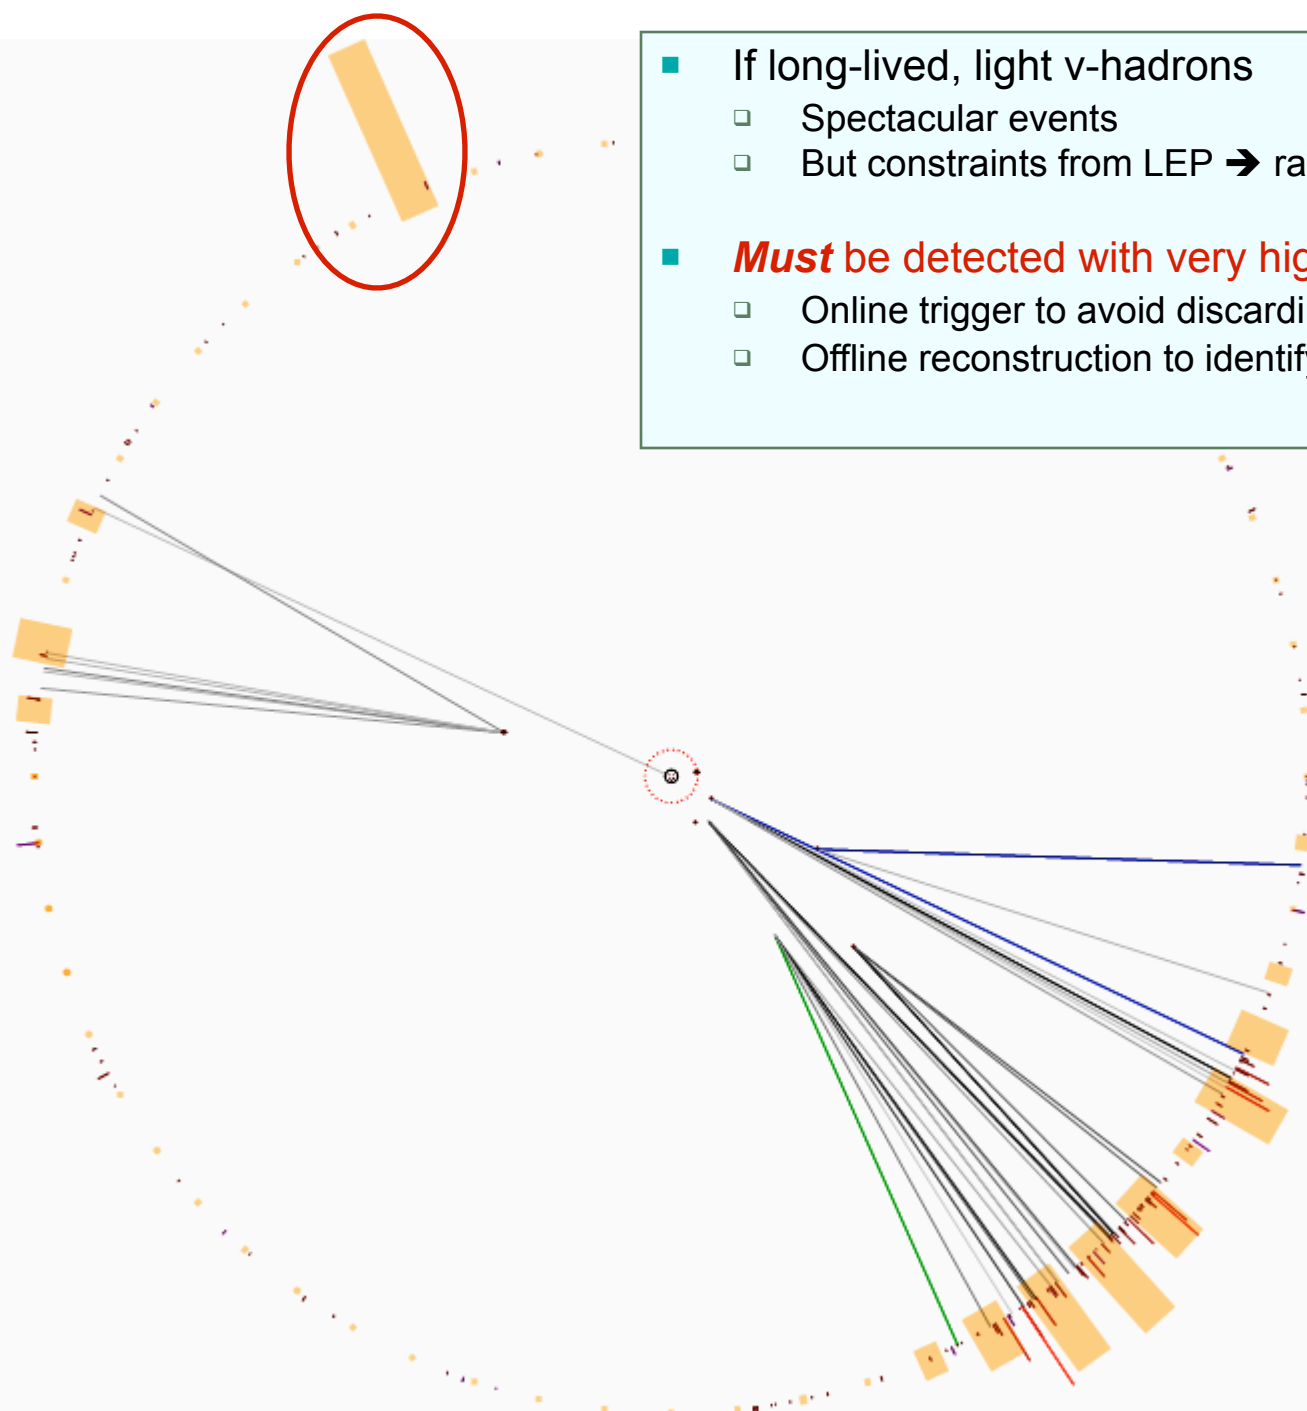 If long-lived, light v-hadrons
Spectacular events
But constraints from LEP ➔
Must be detected with very
Online trigger to avoid
Offline reconstruction to